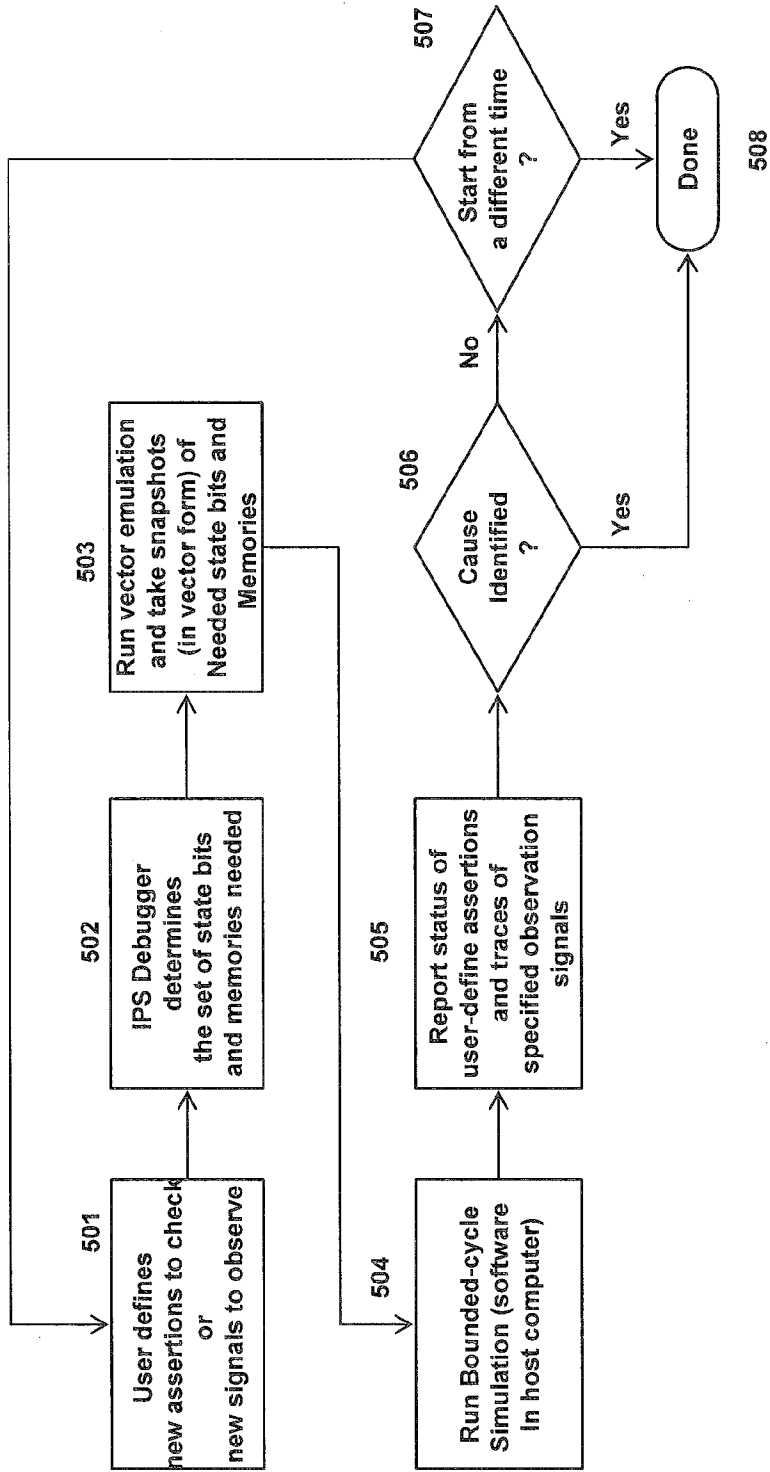 501
User defines
new assertions to check
or
new signals to observe
502
IPS Debugger
determines
the set of state bits
and memories needed
503
Run vector emulation
and take snapshots
(in vector form) of
Needed state bits and
Memories
504
Run Bounded-cycle
Simulation (software
In host computer)
505
Report status of
user-define assertions
and traces of
specified observation
signals
506
Cause
Identified
?
No
Yes
507
Start from
a different time
?
Yes
Done
508